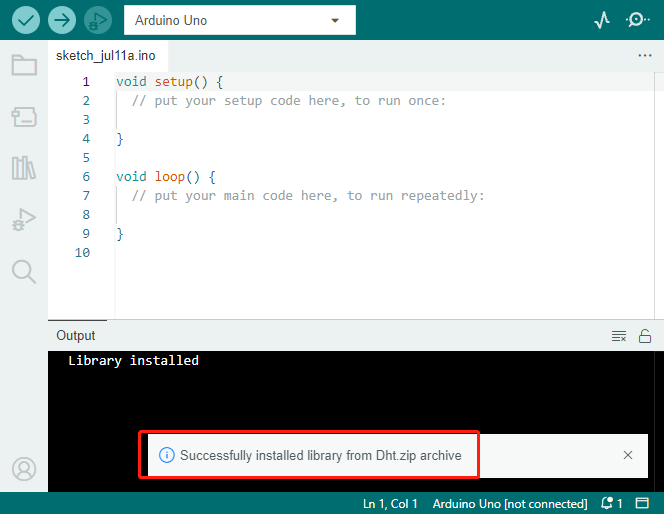 Arduino Uno
sketch_jul11a.ino
1 void setup() {
2 // put your setup code here, to run once:
3
4 }
5
6 void loop() {
7 // put your main code here, to run repeatedly:
8
9 }
10
Output
Library installed
Successfully installed library from Dht.zip archive
Ln 1, Col 1 Arduino Uno [not connected] 1